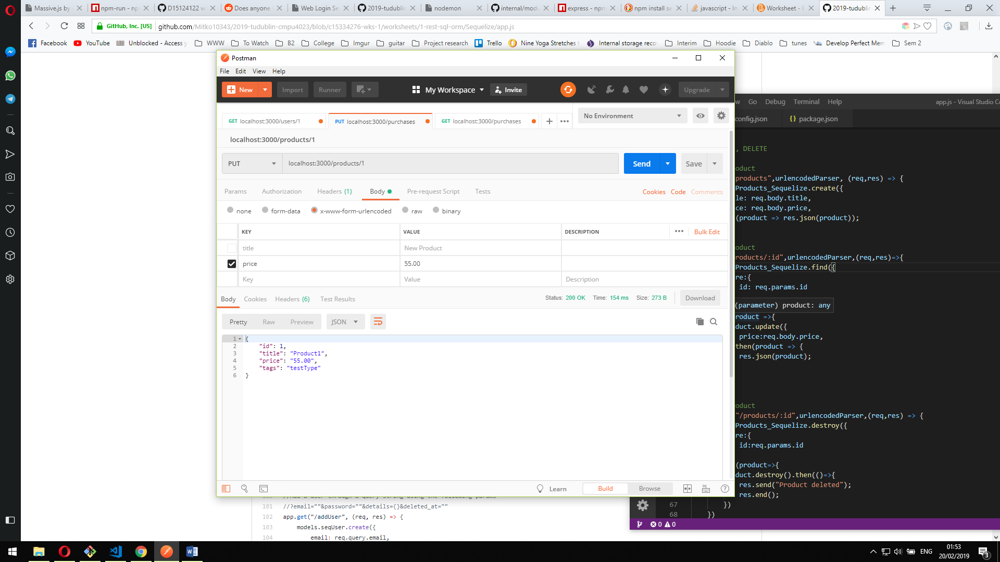 Massive.js by
npm-run - np
D15124122 w
Does anyone
Web Login Se
2019-tudublin
nodemon
internal/modu
express - npm
npm install se
javascript - In
Worksheet - B
2019-tudublin
GitHub, Inc. [US]
github.com/Mitko10343/2019-tudublin-cmpu4023/blob/c15334276-wks-1/worksheets/1-rest-sql-orm/Sequelize/app.js
Facebook
YouTube
Unblocked - Access y
WWW
To Watch
B2
College
Imgur
guitar
Project research
Trello
Nine Yoga Stretches
Internal storage reco
Interim
Hoodie
Diablo
tunes
Develop Perfect Mem
Sem 2
Postman
File Edit View Help
New
Import
Runner
My Workspace
Invite
Upgrade
GET localhost:3000/users/1
PUT localhost:3000/purchases
GET localhost:3000/purchases
No Environment
localhost:3000/products/1
PUT
localhost:3000/products/1
Send
Save
Params
Authorization
Headers (1)
Body
Pre-request Script
Tests
Cookies
Code
Comments
none
form-data
x-www-form-urlencoded
raw
binary
KEY
VALUE
DESCRIPTION
Bulk Edit
title
New Product
price
55.00
Key
Value
Description
Body
Cookies
Headers (6)
Test Results
Status: 200 OK
Time: 154 ms
Size: 273 B
Download
Pretty
Raw
Preview
JSON
1 {
2 "id": 1,
3 "title": "Product1",
4 "price": "55.00",
5 "tags": "testType"
6 }
Learn
Build
Browse
w Go Debug Terminal Help
app.js - Visual Studio Co
config.json
{} package.json
, DELETE
oduct
products",urlencodedParser, (req,res) => {
Products_Sequelize.create({
le: req.body.title,
ce: req.body.price,
(product => res.json(product));
oduct
roducts/:id",urlencodedParser,(req,res)=>{
Products_Sequelize.find({
re:{
id: req.params.id
(parameter) product: any
roduct =>{
duct.update({
price:req.body.price,
then(product => {
res.json(product);
oduct
"/products/:id",urlencodedParser,(req,res) => {
Products_Sequelize.destroy({
re:{
id:req.params.id
(product=>{
duct.destroy().then(()=>{
res.send("Product deleted");
res.end();
67 })
68 })
0 0
101 //?email=""&password=""&details={}&deleted_at=""
102 app.get("/addUser", (req, res) => {
103 models.seqUser.create({
104 email: req.query.email,
ENG
01:53
20/02/2019
3